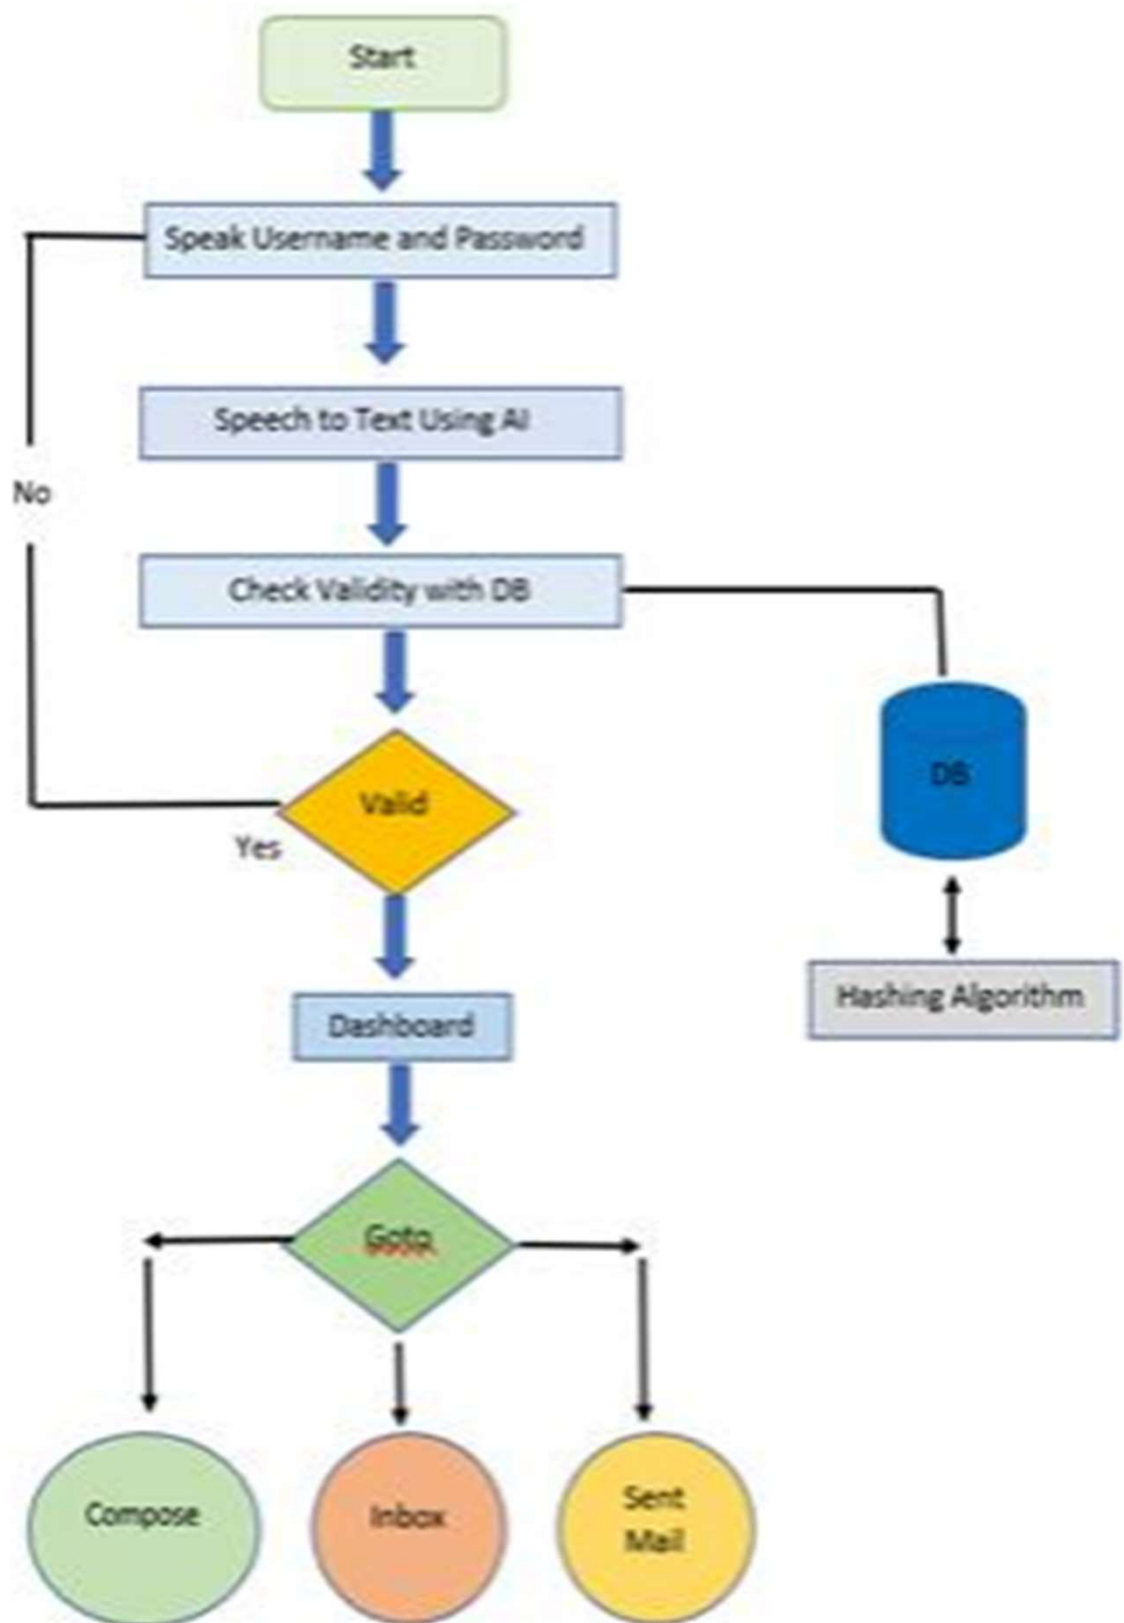 Start
Speak Username and Password
Speech to Text Using AI
No
Check Validity with DB
DB
Valid
Yes
Hashing Algorithm
Dashboard
Goto
Compose
Inbox
Sent
Mail